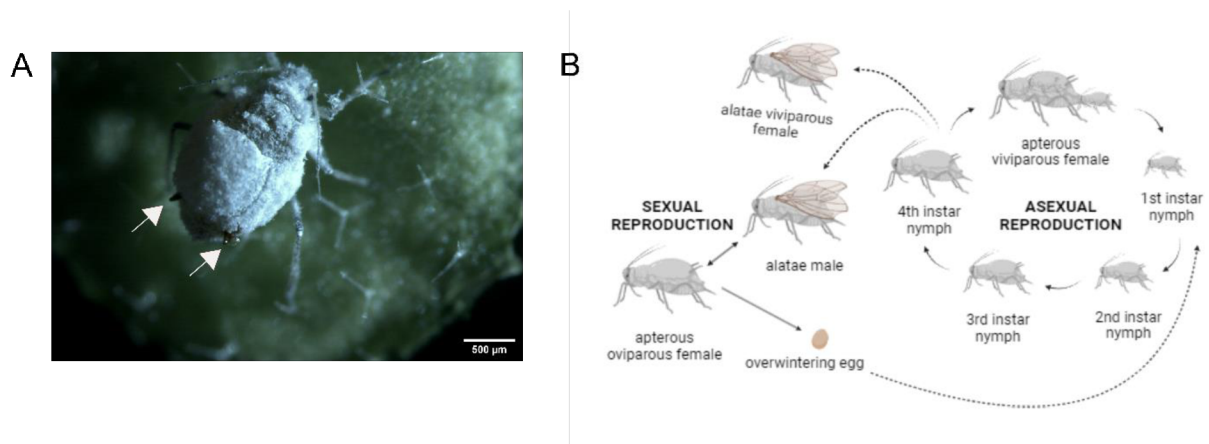 A
500 µm
B
alatae viviparous
female
apterous
viviparous female
1st instar
nymph
2nd instar
nymph
3rd instar
nymph
4th instar
nymph
ASEXUAL
REPRODUCTION
SEXUAL
REPRODUCTION
alatae male
apterous
oviparous female
overwintering egg